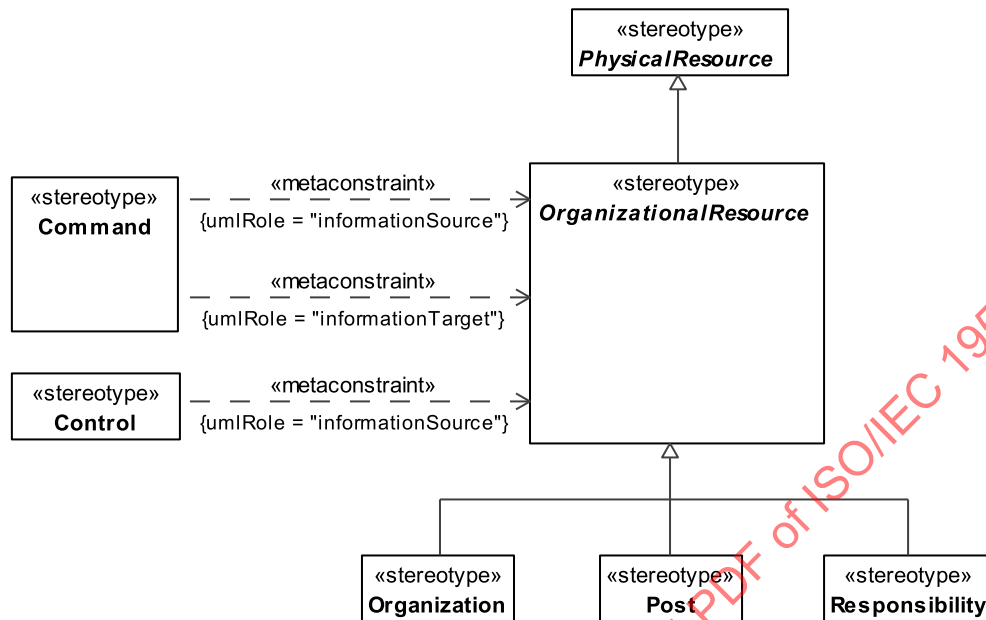 «stereotype»
PhysicalResource
«stereotype»
OrganizationalResource
«stereotype»
Command
«metaconstraint»
{umlRole = "informationSource"}
«metaconstraint»
{umlRole = "informationTarget"}
«stereotype»
Control
«metaconstraint»
{umlRole = "informationSource"}
«stereotype»
Organization
«stereotype»
Post
«stereotype»
Responsibility
PDF of ISO/IEC 195